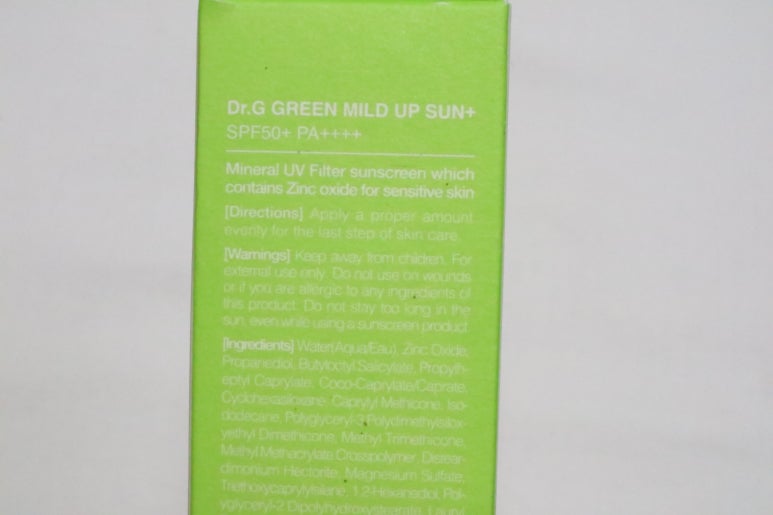 Dr.G GREEN MILD UP SUN+
SPF50+ PA++++
Mineral UV Filter sunscreen which
contains Zinc oxide for sensitive skin
[Directions] Apply a proper amount
evenly for the last step of skin care.
[Warnings] Keep away from children. For
external use only. Do not use on wounds
or if you are allergic to any ingredients of
this product. Do not stay too long in the
sun, even while using a sunscreen product.
[Ingredients] Water(Aqua/Eau), Zinc Oxide,
Propanediol, Butyloctyl Salicylate, Propylh-
eptyl Caprylate, Coco-Caprylate/Caprate,
Cyclohexasiloxane, Caprylyl Methicone, Iso-
dodecane, Polyglyceryl-3 Polydimethylsilox-
yethyl Dimethicone, Methyl Trimethicone,
Methyl Methacrylate Crosspolymer, Distear-
dimonium Hectorite, Magnesium Sulfate,
Triethoxycaprylylsilane, 1,2-Hexanediol, Pol-
yglyceryl-2 Dipolyhydroxystearate, Lauryl